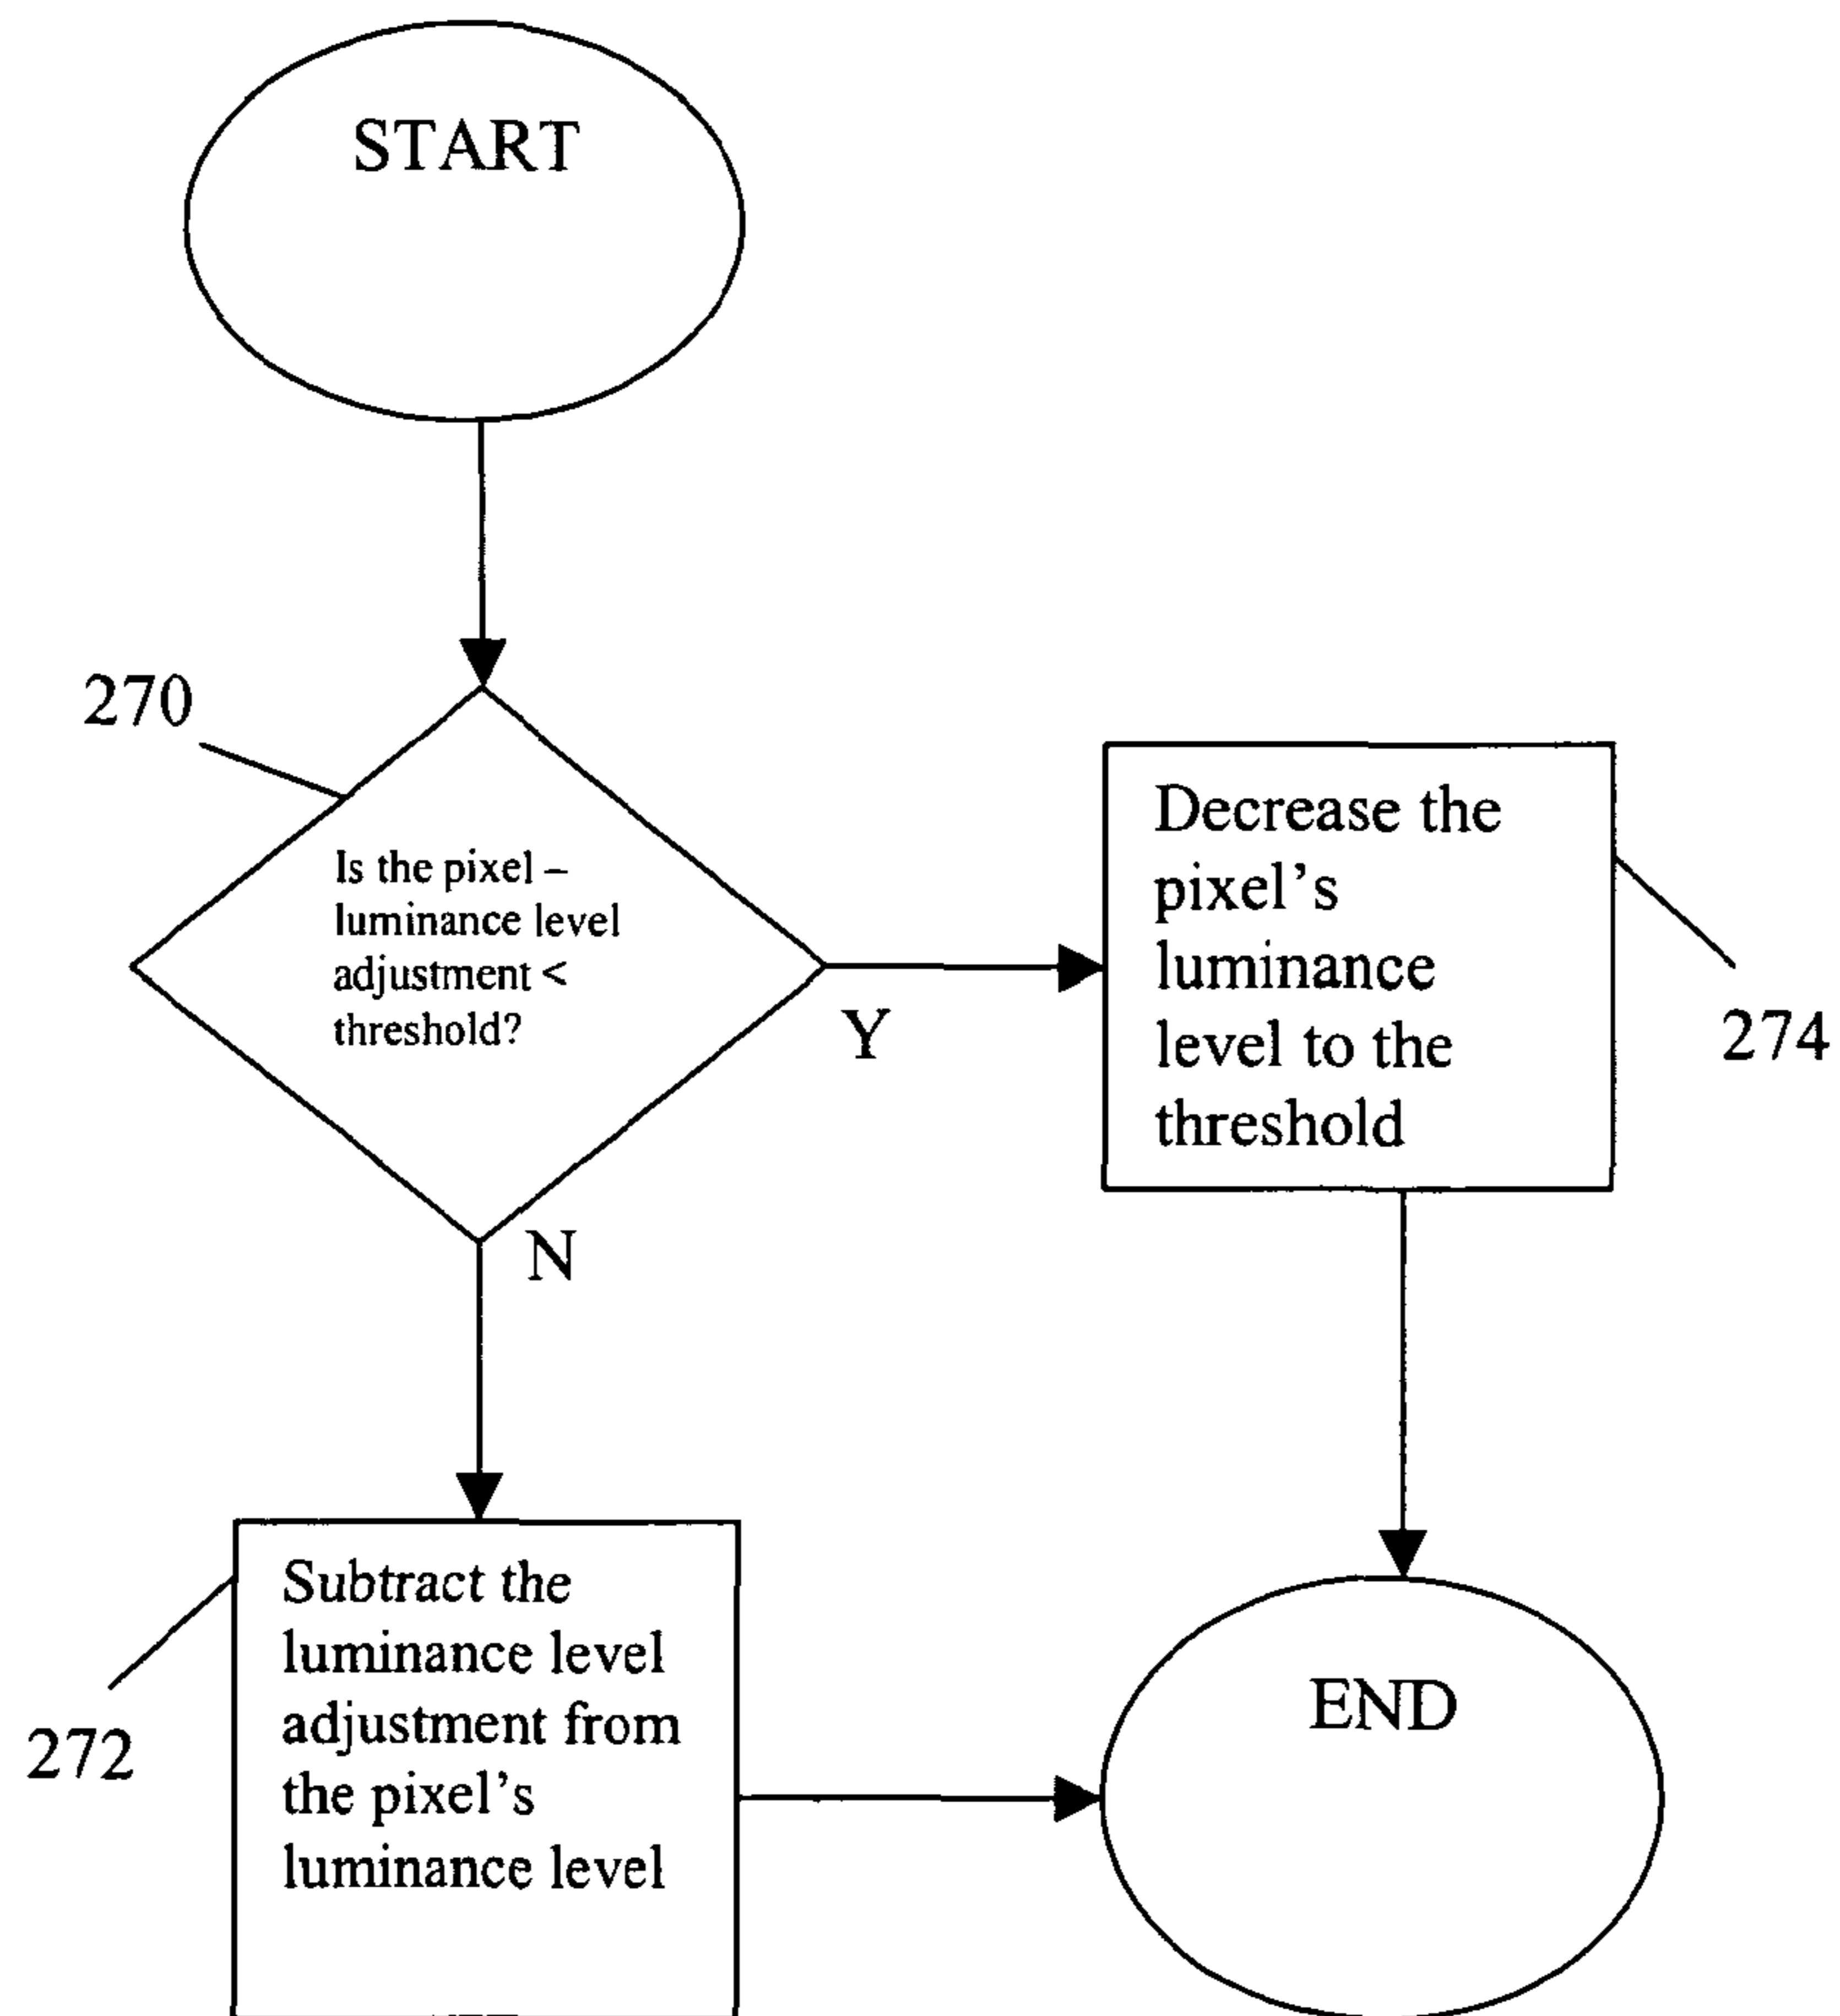 START
270
Is the pixel –
luminance level
adjustment <
threshold?
Y
N
Decrease the
pixel's
luminance
level to the
threshold
274
Subtract the
luminance level
adjustment from
the pixel's
luminance level
272
END